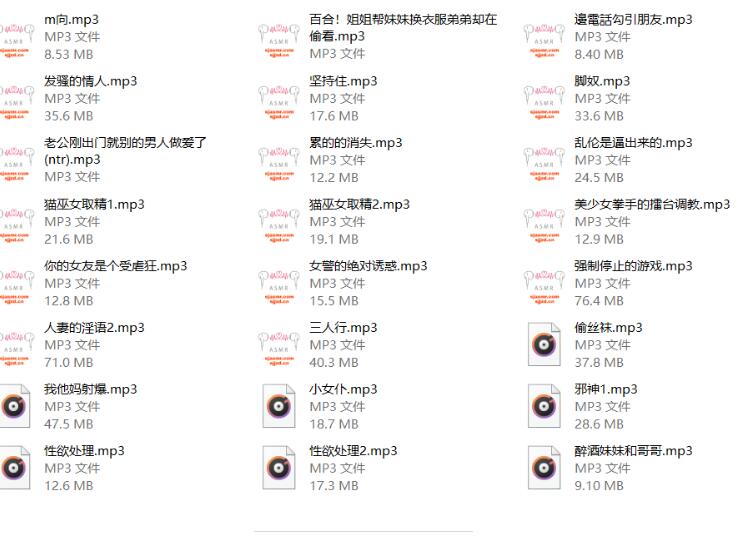 m向.mp3
MP3 文件
8.53 MB
百合！姐姐帮妹妹换衣服弟弟却在
偷看.mp3
MP3 文件
邊電話勾引朋友.mp3
MP3 文件
8.40 MB
发骚的情人.mp3
MP3 文件
35.6 MB
坚持住.mp3
MP3 文件
17.6 MB
脚奴.mp3
MP3 文件
33.6 MB
老公刚出门就别的男人做爱了
(ntr).mp3
MP3 文件
累的的消失.mp3
MP3 文件
12.2 MB
乱伦是逼出来的.mp3
MP3 文件
24.5 MB
猫巫女取精1.mp3
MP3 文件
21.6 MB
猫巫女取精2.mp3
MP3 文件
19.1 MB
美少女拳手的擂台调教.mp3
MP3 文件
12.9 MB
你的女友是个受虐狂.mp3
MP3 文件
12.8 MB
女警的绝对诱惑.mp3
MP3 文件
15.5 MB
强制停止的游戏.mp3
MP3 文件
76.4 MB
人妻的淫语2.mp3
MP3 文件
71.0 MB
三人行.mp3
MP3 文件
40.3 MB
偷丝袜.mp3
MP3 文件
37.8 MB
我他妈射爆.mp3
MP3 文件
47.5 MB
小女仆.mp3
MP3 文件
18.7 MB
邪神1.mp3
MP3 文件
28.6 MB
性欲处理.mp3
MP3 文件
12.6 MB
性欲处理2.mp3
MP3 文件
17.3 MB
醉酒妹妹和哥哥.mp3
MP3 文件
9.10 MB